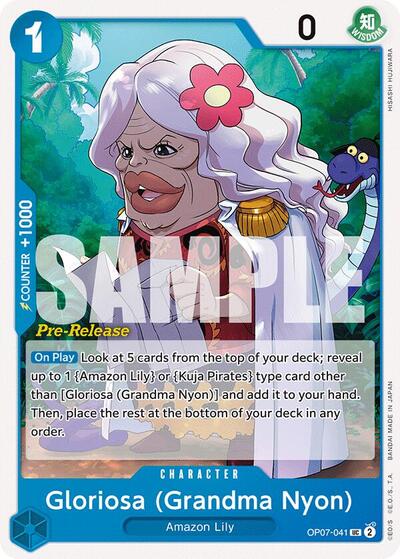 1
0
知
WISDOM
HISASHI FUJIWARA
COUNTER +1000
SAMPLE
Pre-Release
On Play Look at 5 cards from the top of your deck; reveal
up to 1 {Amazon Lily} or {Kuja Pirates} type card other
than [Gloriosa (Grandma Nyon)] and add it to your hand.
Then, place the rest at the bottom of your deck in any
order.
©E.O/S ©E.O./S., T.A. BANDAI MADE IN JAPAN
CHARACTER
Gloriosa (Grandma Nyon)
Amazon Lily
OP07-041 UC 2